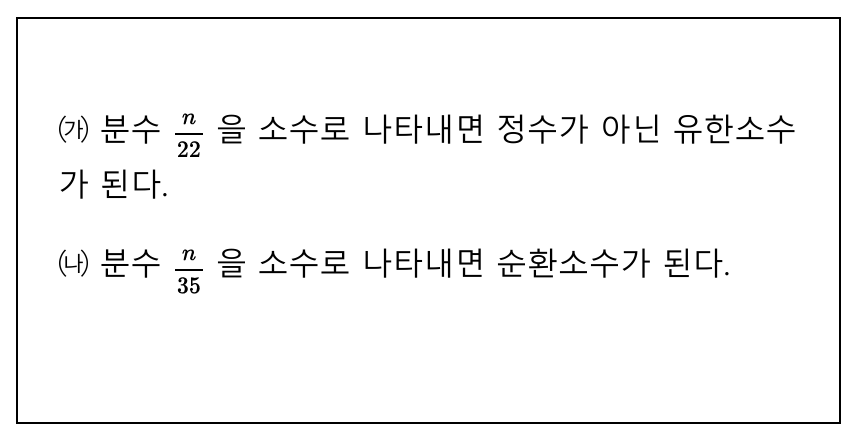 ㈎ 분수 $\frac{n}{22}$ 을 소수로 나타내면 정수가 아닌 유한소수
가 된다.
㈏ 분수 $\frac{n}{35}$ 을 소수로 나타내면 순환소수가 된다.